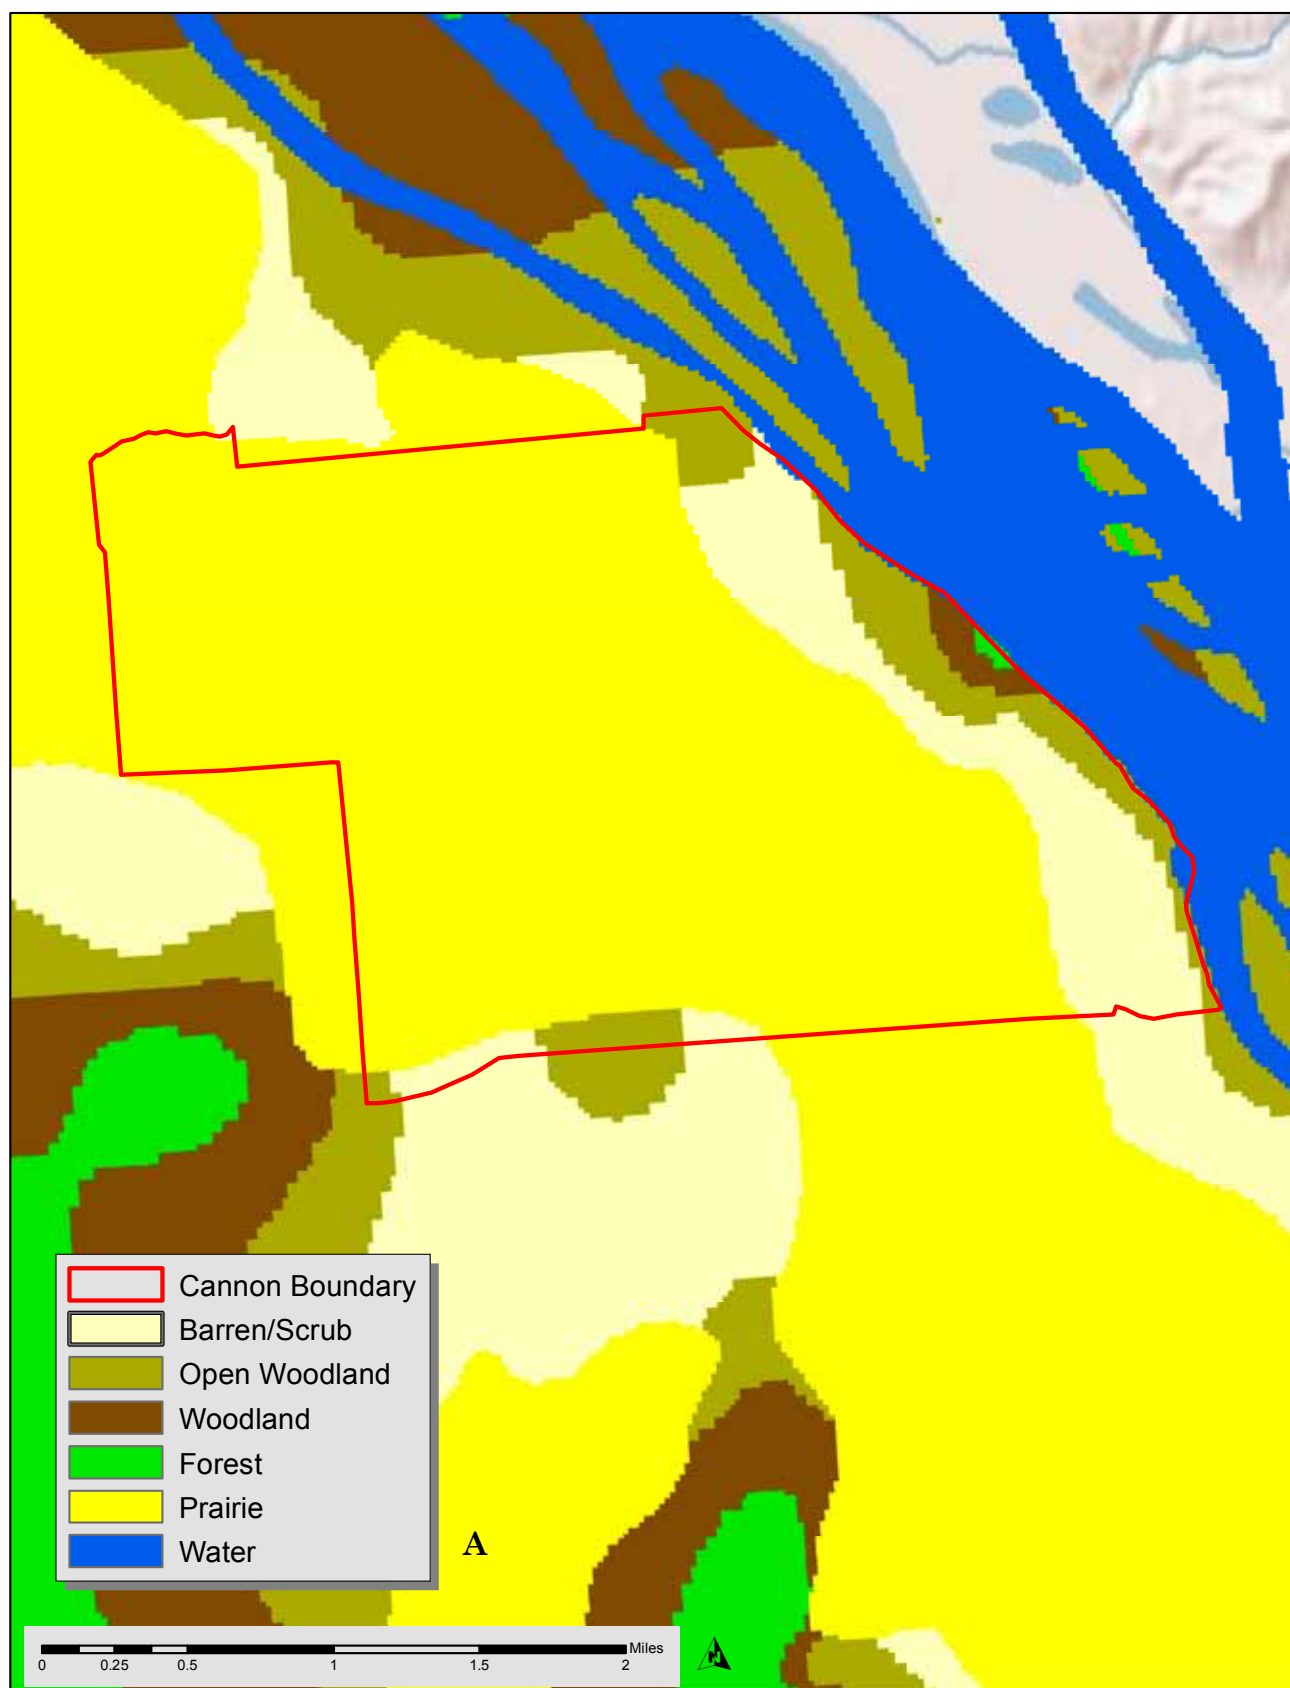 Cannon Boundary
Barren/Scrub
Open Woodland
Woodland
Forest
Prairie
Water
A
Miles
0 0.25 0.5 1 1.5 2
N